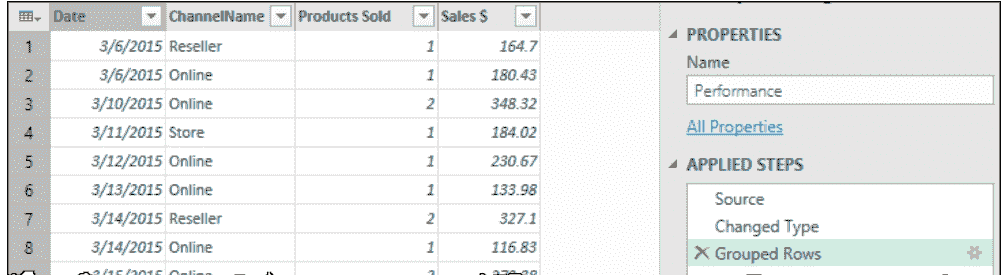 Date ChannelName Products Sold Sales $
1 3/6/2015 Reseller 1 164.7
2 3/6/2015 Online 1 180.43
3 3/10/2015 Online 2 348.32
4 3/11/2015 Store 1 184.02
5 3/12/2015 Online 1 230.67
6 3/13/2015 Online 1 133.98
7 3/14/2015 Reseller 2 327.1
8 3/14/2015 Online 1 116.83
PROPERTIES
Name
Performance
All Properties
APPLIED STEPS
Source
Changed Type
Grouped Rows